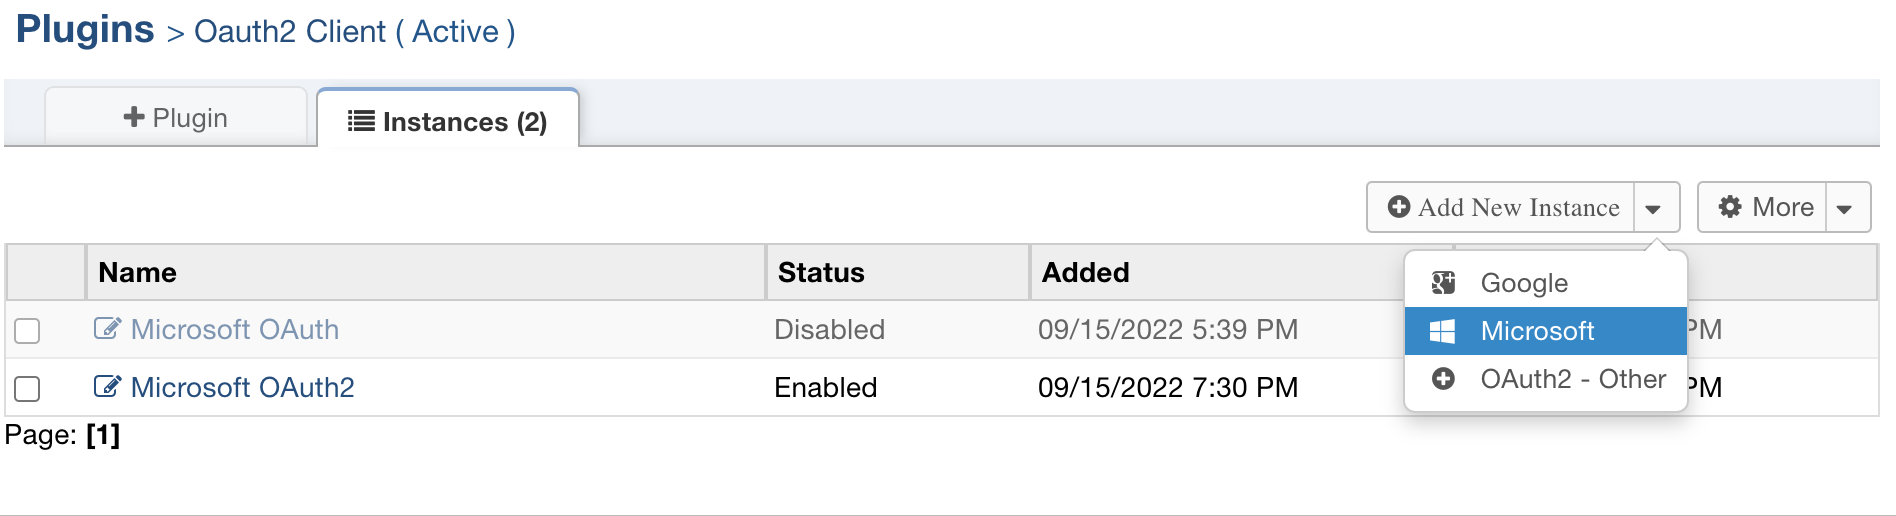 Plugins > Oauth2 Client ( Active )
Plugin
Instances (2)
Add New Instance
More
Name Status Added
Google
Microsoft OAuth Disabled 09/15/2022 5:39 PM Microsoft PM
Microsoft OAuth2 Enabled 09/15/2022 7:30 PM OAuth2 - Other PM
Page: [1]